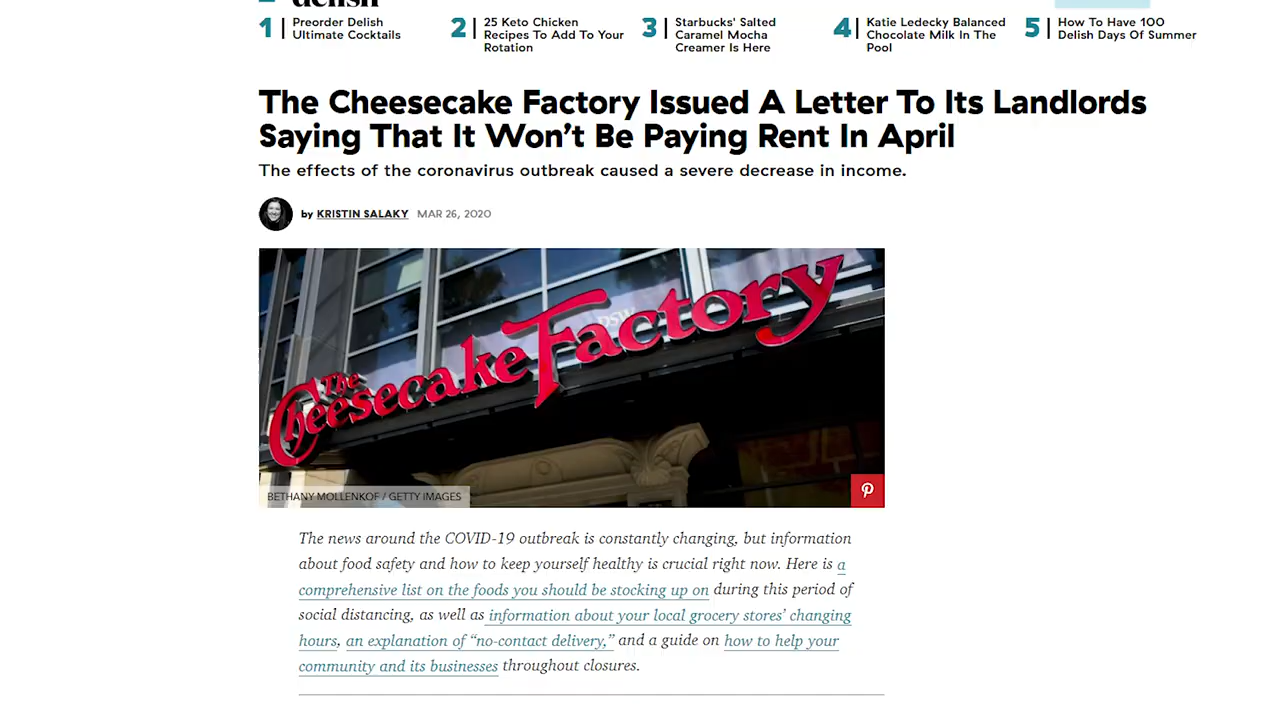 delish
1 Preorder Delish
Ultimate Cocktails
2 25 Keto Chicken
Recipes To Add To Your
Rotation
3 Starbucks' Salted
Caramel Mocha
Creamer Is Here
4 Katie Ledecky Balanced
Chocolate Milk In The
Pool
5 How To Have 100
Delish Days Of Summer
The Cheesecake Factory Issued A Letter To Its Landlords
Saying That It Won't Be Paying Rent In April
The effects of the coronavirus outbreak caused a severe decrease in income.
by KRISTIN SALAKY MAR 26, 2020
The
Cheesecake Factory
DSW
BETHANY MOLLENKOF / GETTY IMAGES
The news around the COVID-19 outbreak is constantly changing, but information
about food safety and how to keep yourself healthy is crucial right now. Here is a
comprehensive list on the foods you should be stocking up on during this period of
social distancing, as well as information about your local grocery stores' changing
hours, an explanation of "no-contact delivery," and a guide on how to help your
community and its businesses throughout closures.